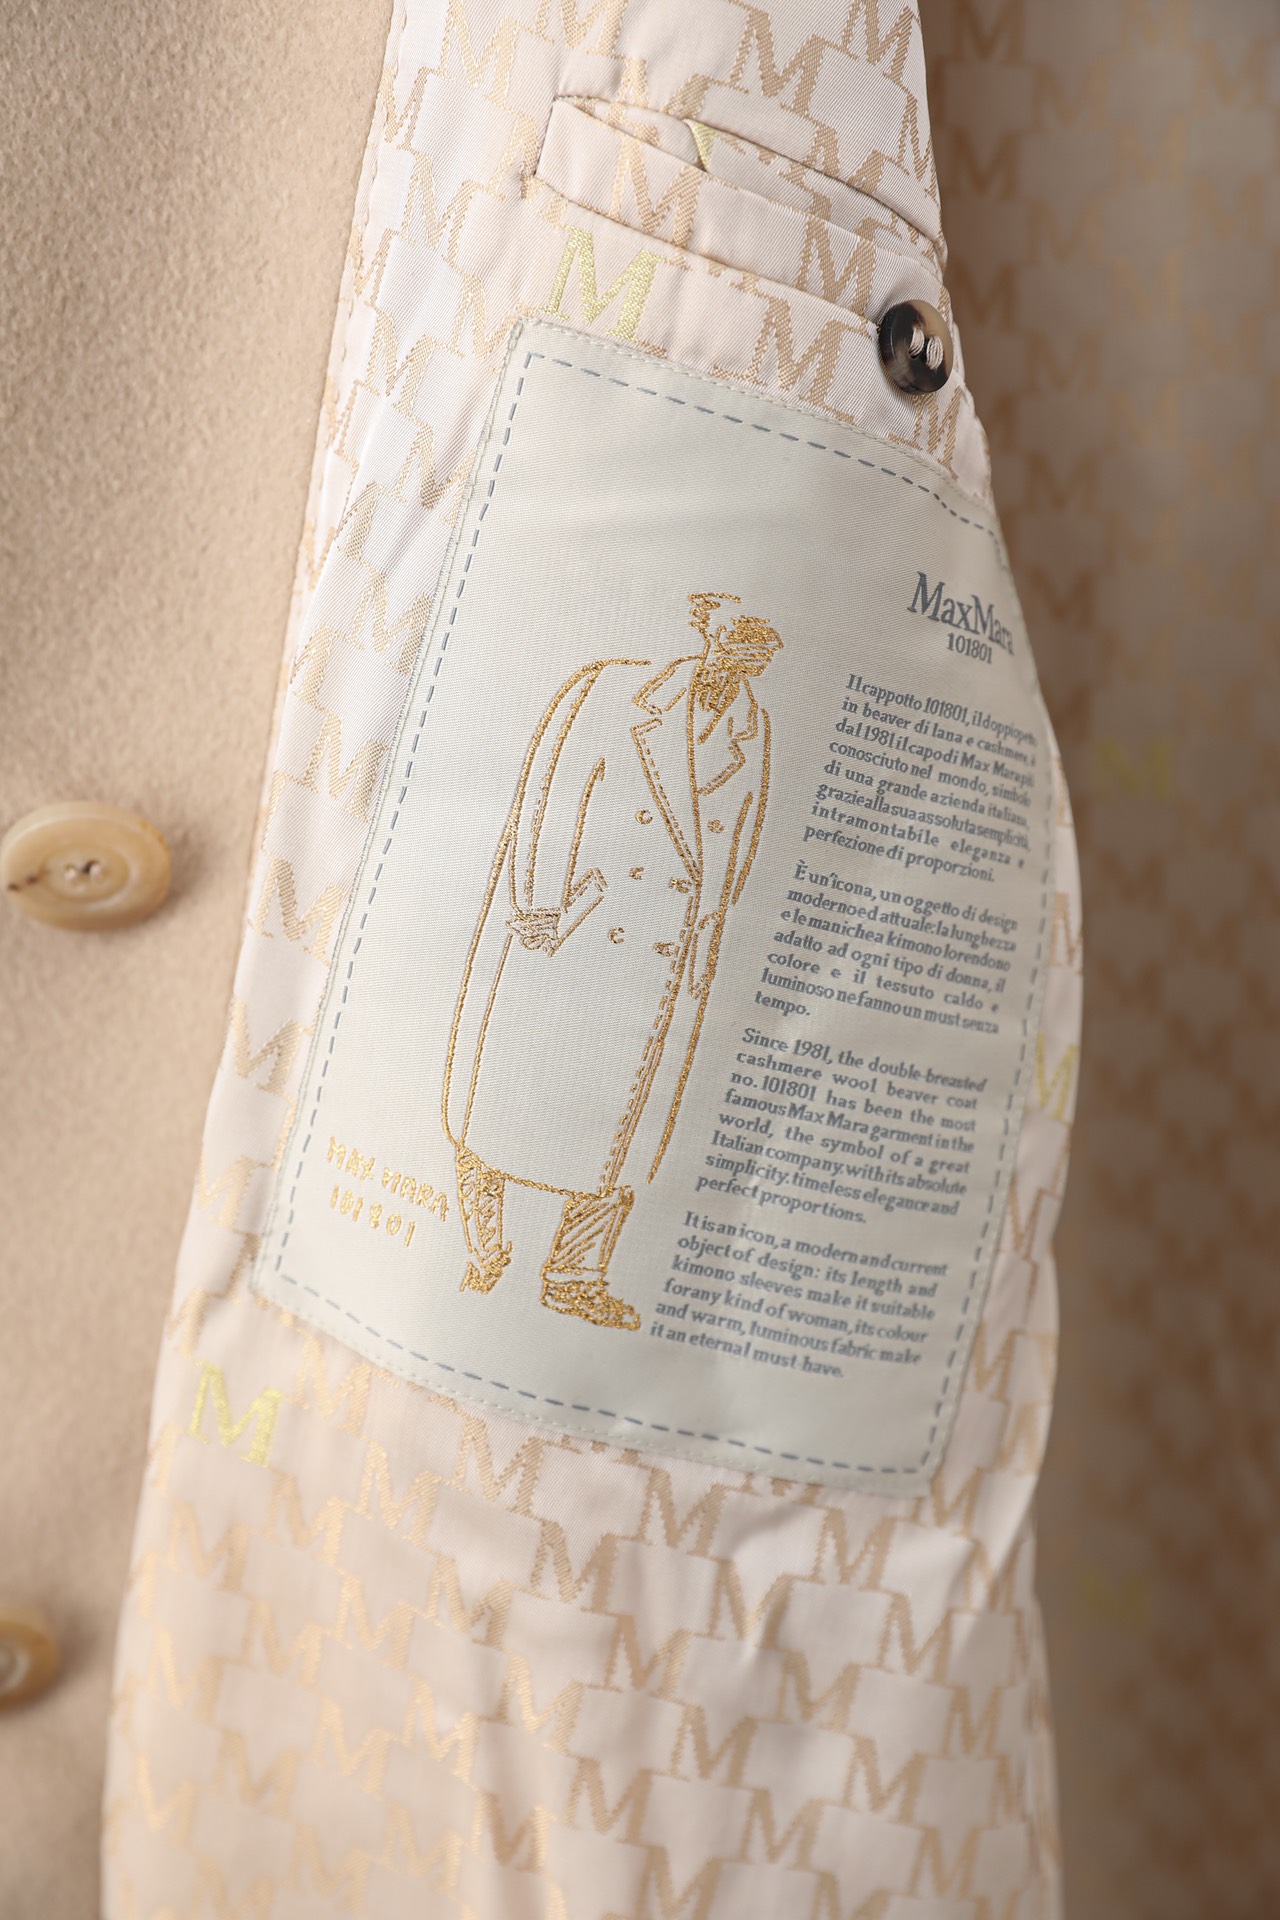 MaxMara
101801
Il cappotto 101801, il doppiopetto
in beaver di lana e cashmere, è
dal 1981 il capo di Max Mara più
conosciuto nel mondo, simbolo
di una grande azienda italiana,
grazie alla sua assoluta semplicità,
intramontabile eleganza e
perfezione di proporzioni.
È un'icona, un oggetto di design
moderno ed attuale: la lunghezza
e le maniche a kimono lo rendono
adatto ad ogni tipo di donna, il
colore e il tessuto caldo e
luminoso ne fanno un must senza
tempo.
Since 1981, the double-breasted
cashmere wool beaver coat
no. 101801 has been the most
famous Max Mara garment in the
world, the symbol of a great
Italian company. with its absolute
simplicity. timeless elegance and
perfect proportions.
It is an icon, a modern and current
object of design: its length and
kimono sleeves make it suitable
for any kind of woman, its colour
and warm, luminous fabric make
it an eternal must-have.
MAX MARA
101801
M
M
M